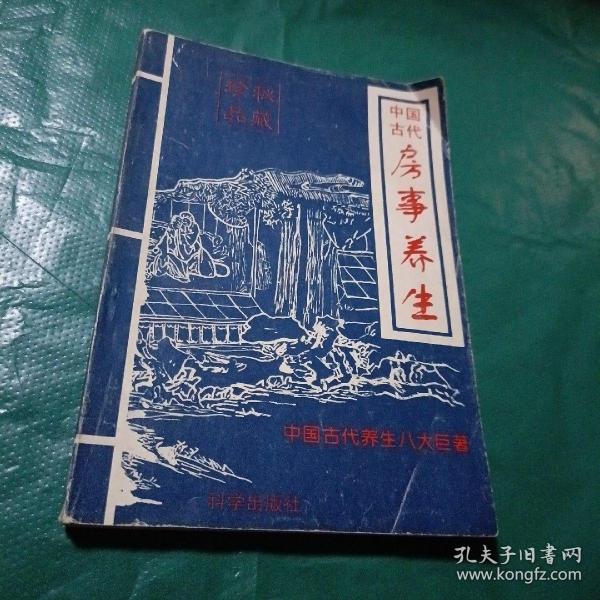 秘藏
珍品
中国
古代
房事养生
中国古代养生八大巨著
科学出版社
孔夫子旧书网
www.kongfz.com